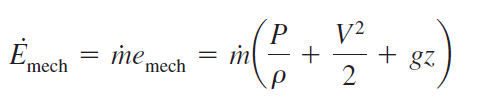 Ė_mech = ṁe_mech = ṁ(P/ρ + V²/2 + gz)